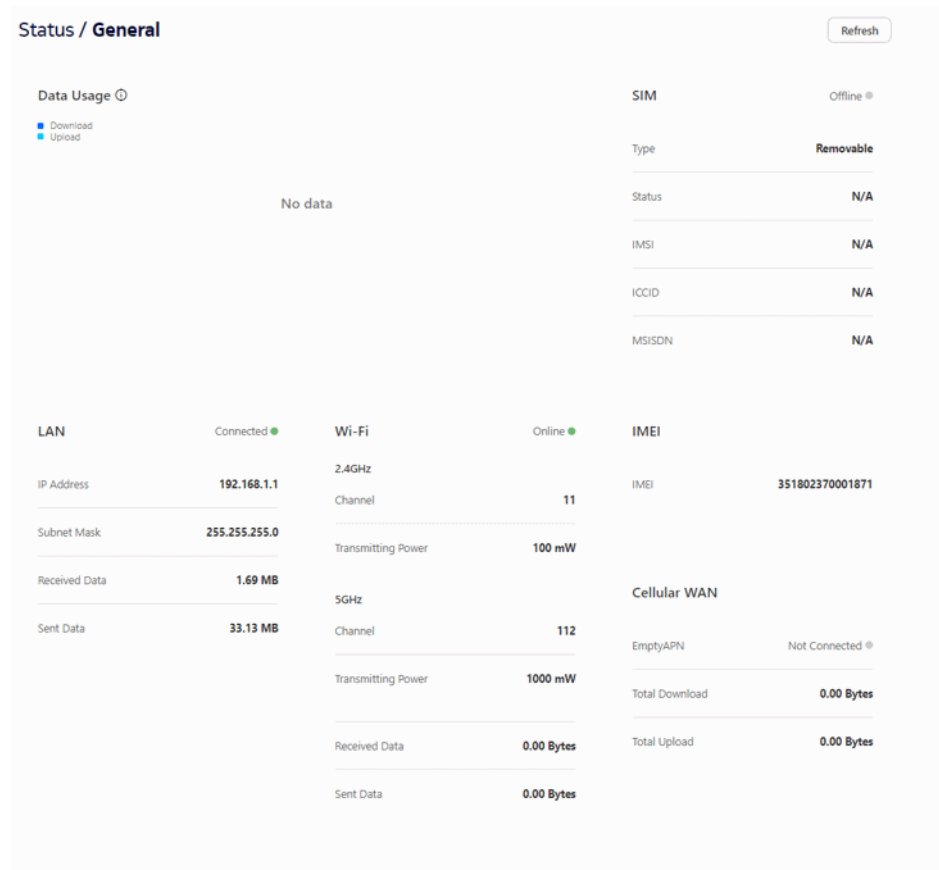 Status / General
Refresh
Data Usage
Download
Upload
No data
SIM
Offline
Type Removable
Status N/A
IMSI N/A
ICCID N/A
MSISDN N/A
LAN Connected
IP Address 192.168.1.1
Subnet Mask 255.255.255.0
Received Data 1.69 MB
Sent Data 33.13 MB
Wi-Fi Online
2.4GHz
Channel 11
Transmitting Power 100 mW
5GHz
Channel 112
Transmitting Power 1000 mW
Received Data 0.00 Bytes
Sent Data 0.00 Bytes
IMEI
IMEI 351802370001871
Cellular WAN
EmptyAPN Not Connected
Total Download 0.00 Bytes
Total Upload 0.00 Bytes